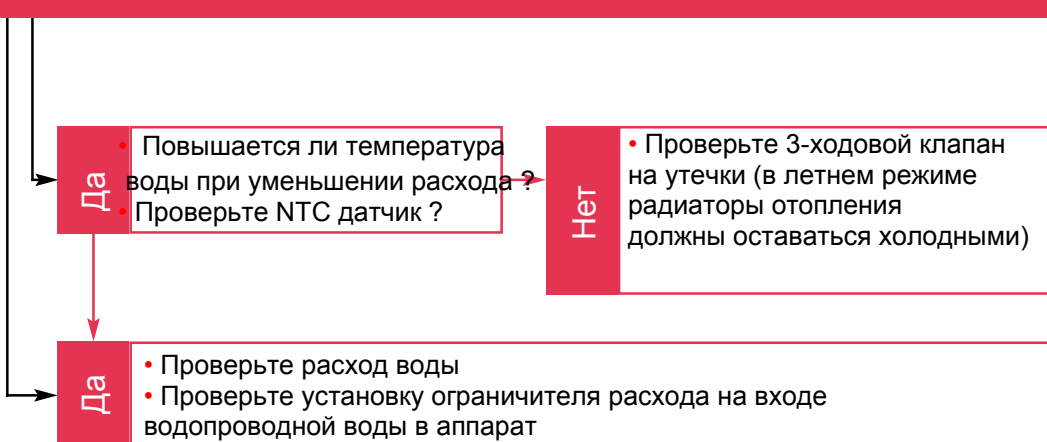 Да
• Повышается ли температура
воды при уменьшении расхода ?
• Проверьте NTC датчик ?
Нет
• Проверьте 3-ходовой клапан
на утечки (в летнем режиме
радиаторы отопления
должны оставаться холодными)
Да
• Проверьте расход воды
• Проверьте установку ограничителя расхода на входе
водопроводной воды в аппарат